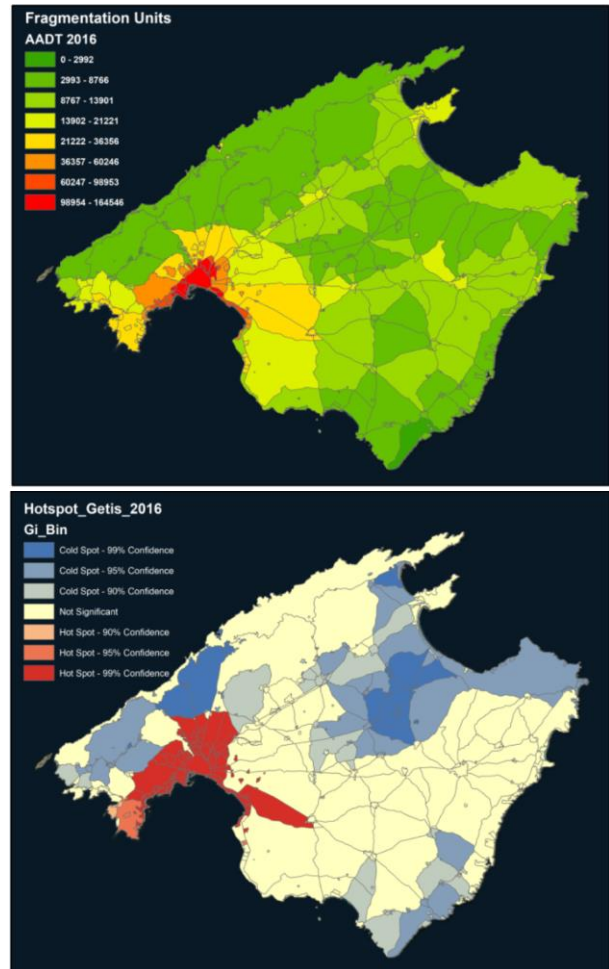 Fragmentation Units
AADT 2016
0 - 2992
2993 - 8766
8767 - 13901
13902 - 21221
21222 - 36356
36357 - 60246
60247 - 98953
98954 - 164546
Hotspot_Getis_2016
Gi_Bin
Cold Spot - 99% Confidence
Cold Spot - 95% Confidence
Cold Spot - 90% Confidence
Not Significant
Hot Spot - 90% Confidence
Hot Spot - 95% Confidence
Hot Spot - 99% Confidence